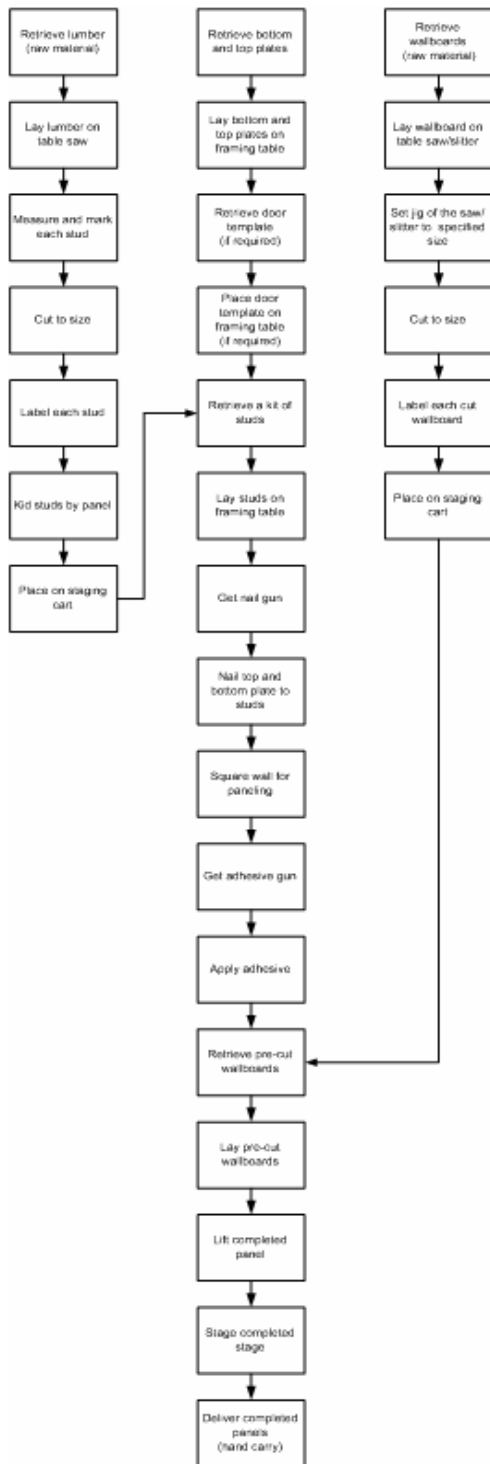 Retrieve lumber
(raw material)
Lay lumber on
table saw
Measure and mark
each stud
Cut to size
Label each stud
Kid studs by panel
Place on staging
cart
Retrieve bottom
and top plates
Lay bottom and
top plates on
framing table
Retrieve door
template
(if required)
Place door
template on
framing table
(if required)
Retrieve a kit of
studs
Lay studs on
framing table
Get nail gun
Nail top and
bottom plate to
studs
Square wall for
paneling
Get adhesive gun
Apply adhesive
Retrieve pre-cut
wallboards
Lay pre-cut
wallboards
Lift completed
panel
Stage completed
stage
Deliver completed
panels
(hand carry)
Retrieve
wallboards
(raw material)
Lay wallboard on
table saw/slitter
Set jig of the saw/
slitter to specified
size
Cut to size
Label each cut
wallboard
Place on staging
cart